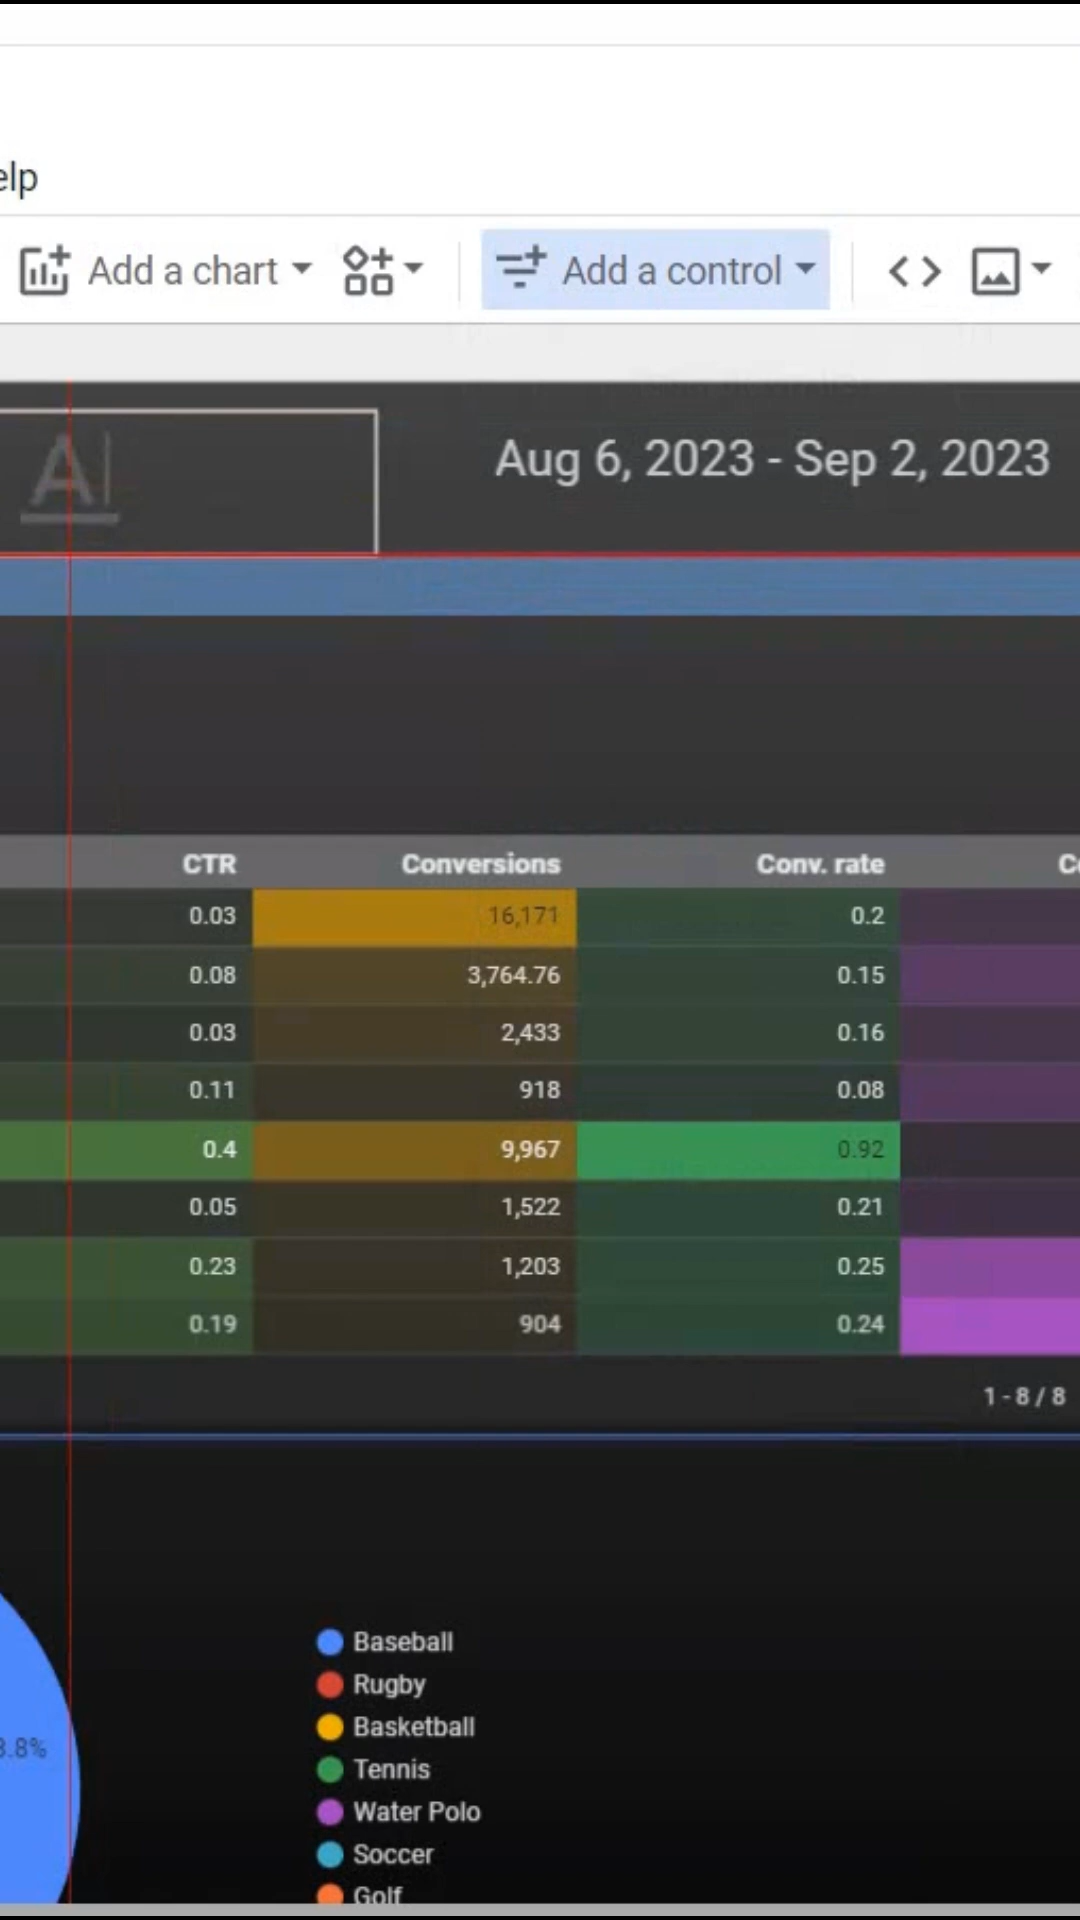 elp
Add a chart
Add a control
A
Aug 6, 2023 - Sep 2, 2023
CTR Conversions Conv. rate
0.03 16,171 0.2
0.08 3,764.76 0.15
0.03 2,433 0.16
0.11 918 0.08
0.4 9,967 0.92
0.05 1,522 0.21
0.23 1,203 0.25
0.19 904 0.24
1 - 8 / 8
Baseball
Rugby
Basketball
3.8%
Tennis
Water Polo
Soccer
Golf